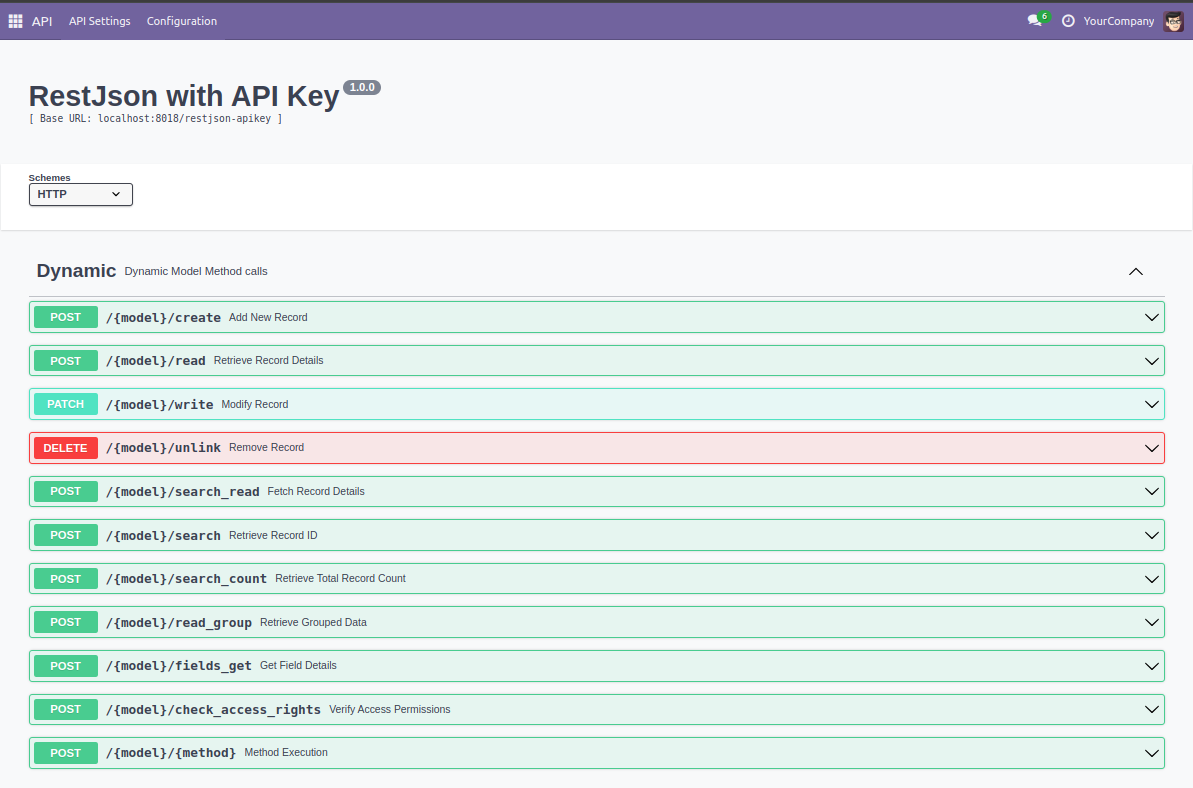 API API Settings Configuration 6 YourCompany
RestJson with API Key 1.0.0
[ Base URL: localhost:8018/restjson-apikey ]
Schemes
HTTP
Dynamic Dynamic Model Method calls
POST /{model}/create Add New Record
POST /{model}/read Retrieve Record Details
PATCH /{model}/write Modify Record
DELETE /{model}/unlink Remove Record
POST /{model}/search_read Fetch Record Details
POST /{model}/search Retrieve Record ID
POST /{model}/search_count Retrieve Total Record Count
POST /{model}/read_group Retrieve Grouped Data
POST /{model}/fields_get Get Field Details
POST /{model}/check_access_rights Verify Access Permissions
POST /{model}/{method} Method Execution